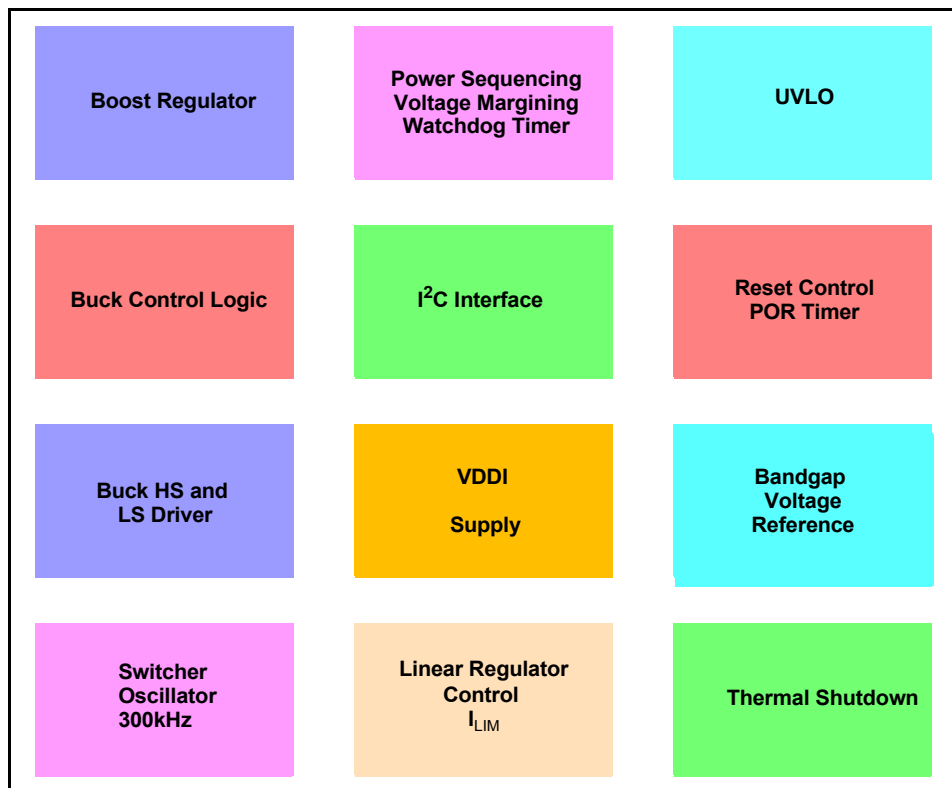 Boost Regulator
Power Sequencing
Voltage Margining
Watchdog Timer
UVLO
Buck Control Logic
I²C Interface
Reset Control
POR Timer
Buck HS and
LS Driver
VDDI
Supply
Bandgap
Voltage
Reference
Switcher
Oscillator
300kHz
Linear Regulator
Control
I_LIM
Thermal Shutdown